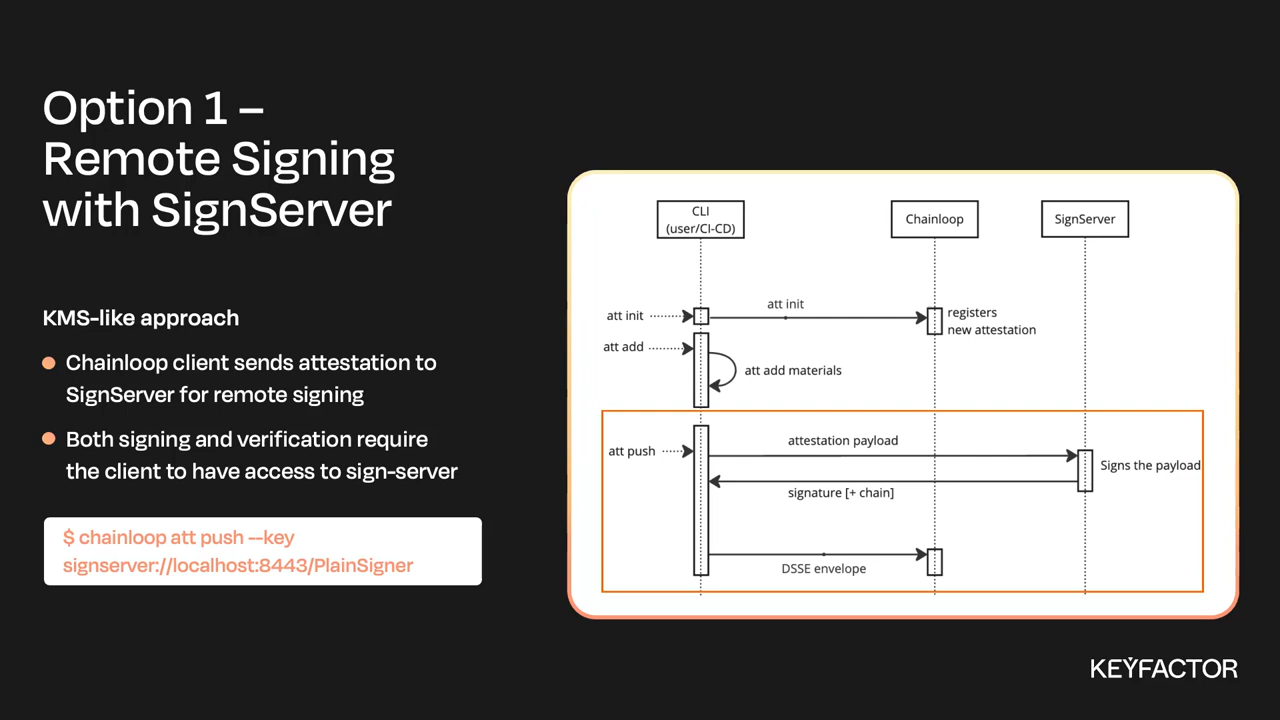 Option 1 –
Remote Signing
with SignServer
KMS-like approach
Chainloop client sends attestation to
SignServer for remote signing
Both signing and verification require
the client to have access to sign-server
$ chainloop att push --key
signserver://localhost:8443/PlainSigner
CLI
(user/CI-CD)
Chainloop
SignServer
att init
att init
registers
new attestation
att add
att add materials
att push
attestation payload
Signs the payload
signature [+ chain]
DSSE envelope
KEYFACTOR